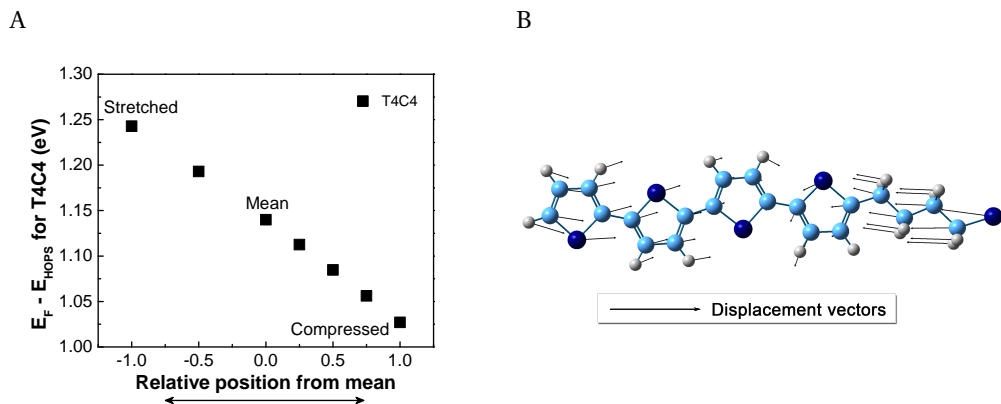 A
B
E_F - E_HOPS for T4C4 (eV)
1.30
1.25
1.20
1.15
1.10
1.05
1.00
Stretched
T4C4
Mean
Compressed
-1.0 -0.5 0.0 0.5 1.0
Relative position from mean
Displacement vectors